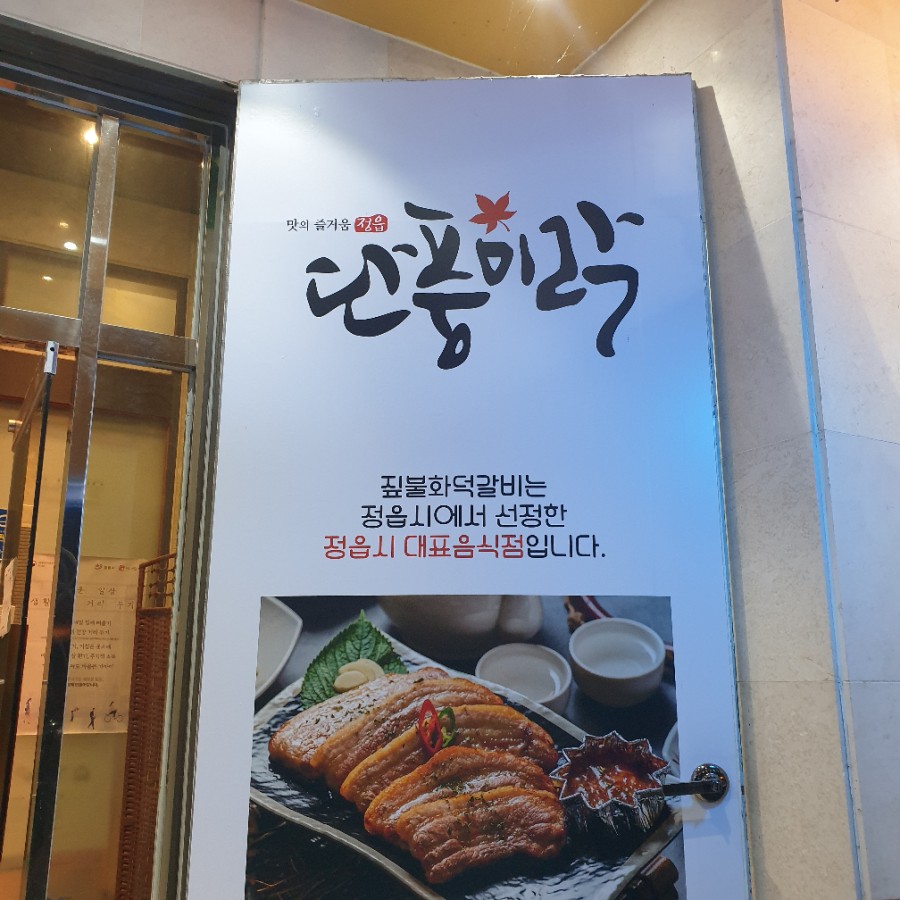 맛의 즐거움 정읍
단풍미락
짚불화덕갈비는
정읍시에서 선정한
정읍시 대표음식점입니다.